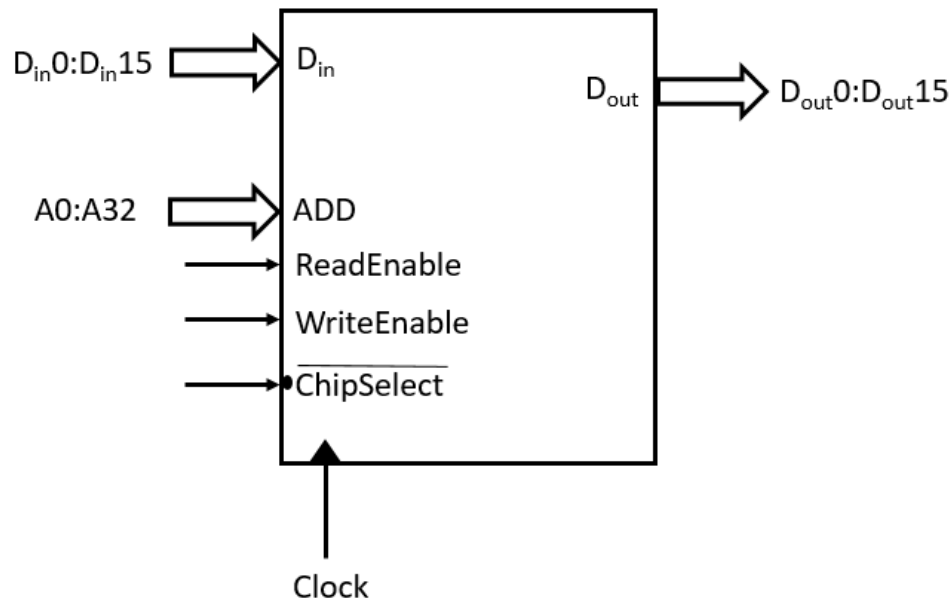 D_in0:D_in15
D_in
D_out
D_out0:D_out15
A0:A32
ADD
ReadEnable
WriteEnable
ChipSelect
Clock